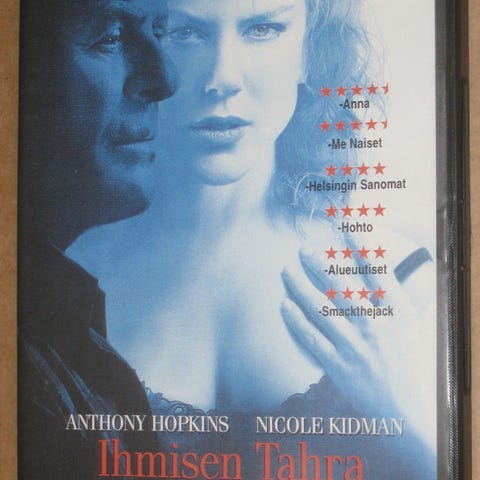 ★★★★⯨
-Anna
★★★★⯨
-Me Naiset
★★★★
-Helsingin Sanomat
★★★★
-Hohto
★★★★
-Alueuutiset
★★★★
-Smackthejack
ANTHONY HOPKINS NICOLE KIDMAN
Ihmisen Tahra